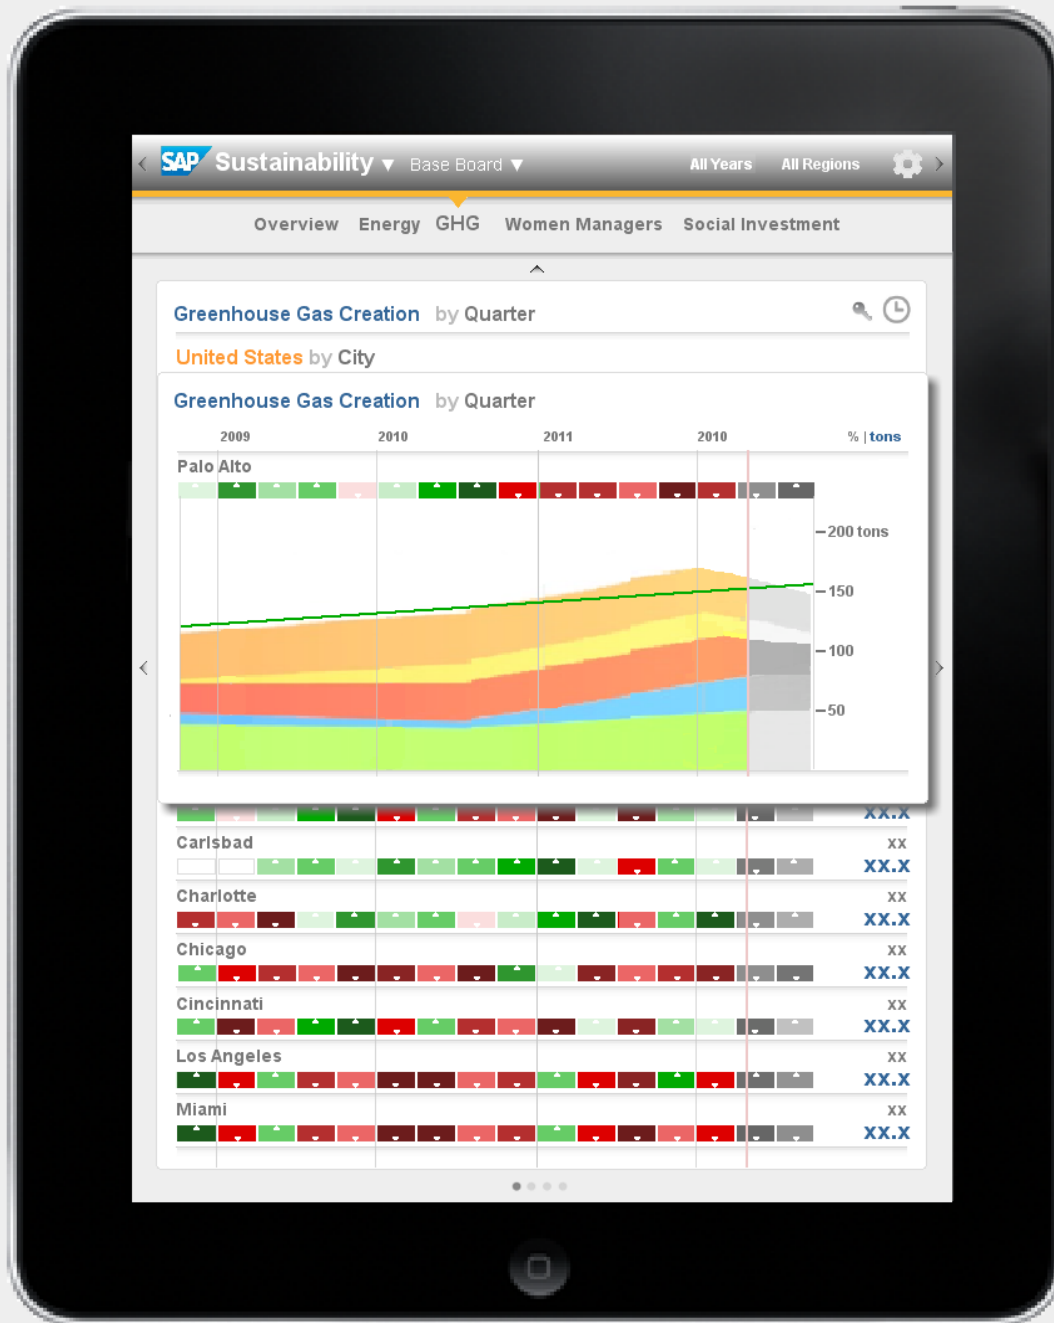 SAP Sustainability ▼ Base Board ▼ All Years All Regions
Overview Energy GHG Women Managers Social Investment
Greenhouse Gas Creation by Quarter
United States by City
Greenhouse Gas Creation by Quarter
2009 2010 2011 2010 % | tons
Palo Alto
200 tons
150
100
50
xx.x
Carlsbad xx
xx.x
Charlotte xx
xx.x
Chicago xx
xx.x
Cincinnati xx
xx.x
Los Angeles xx
xx.x
Miami xx
xx.x